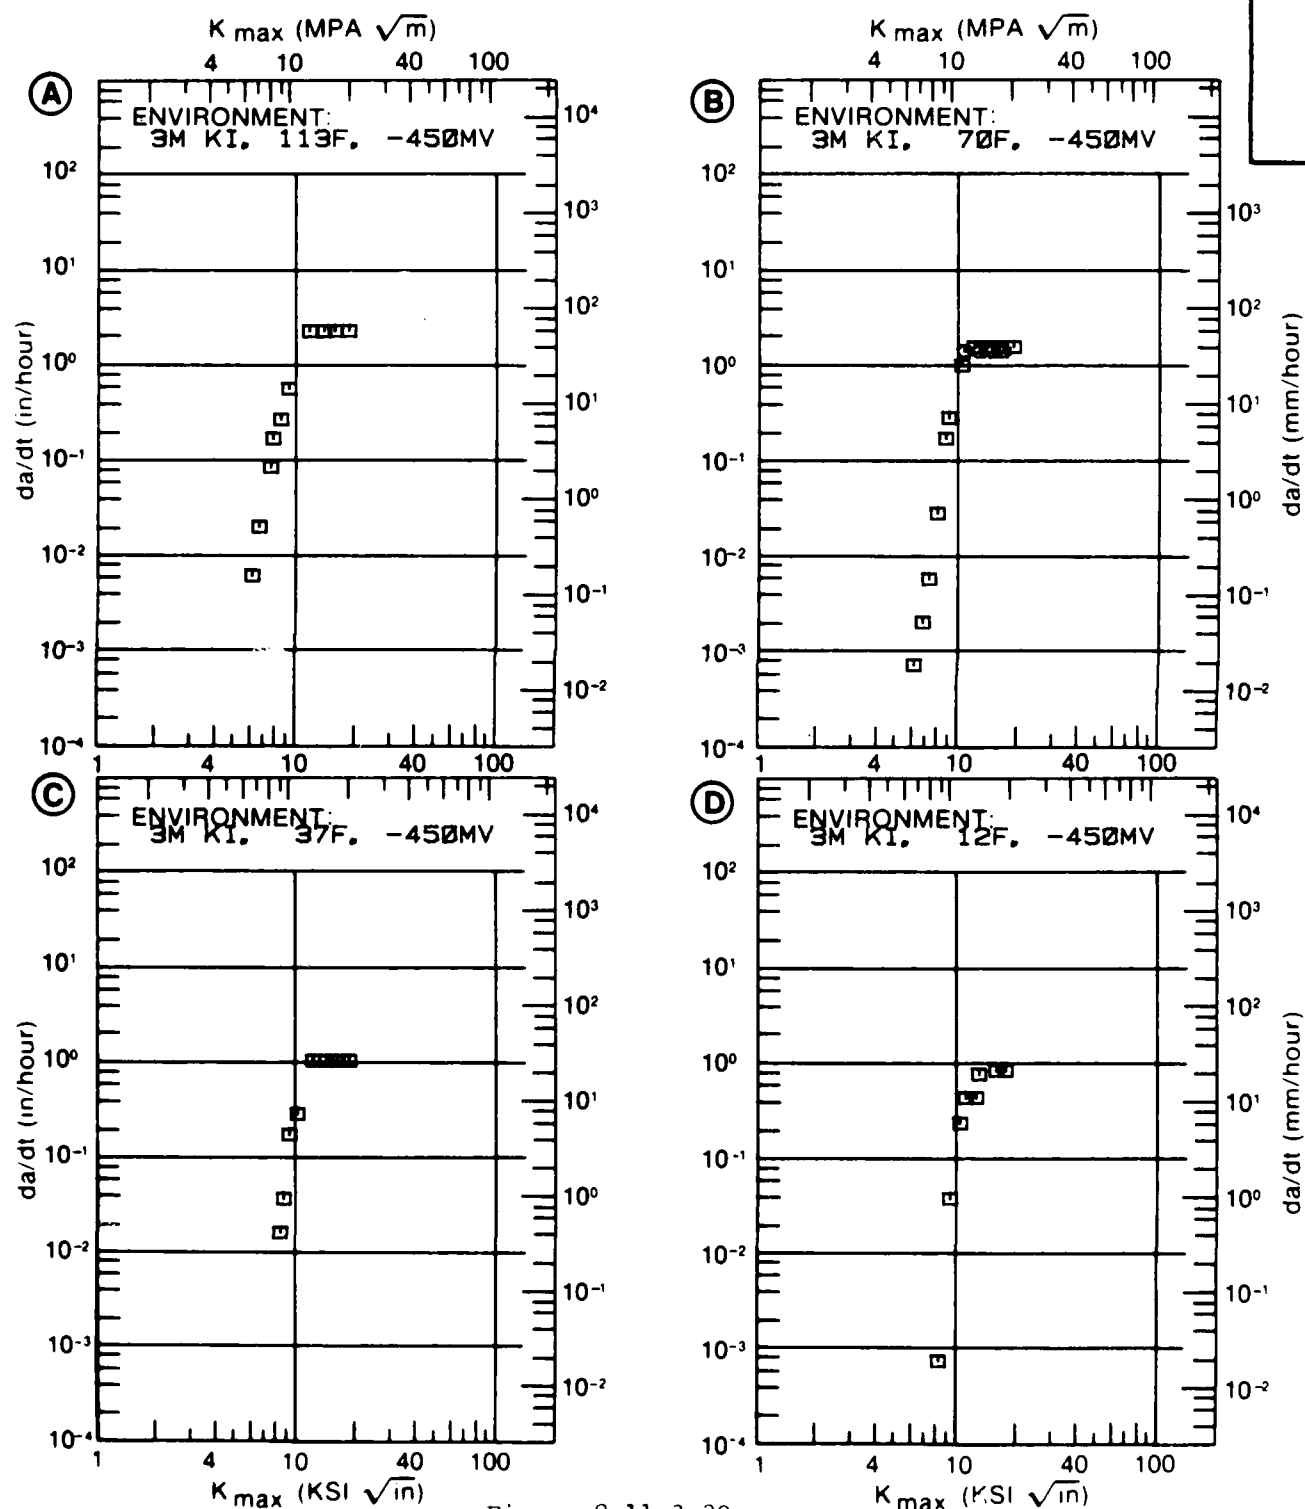 K max (MPA √m)
4 10 40 100
K max (MPA √m)
4 10 40 100
A
ENVIRONMENT:
3M KI. 113F. -450MV
10⁴
10²
10³
10¹
10²
10⁰
10¹
10⁻¹
10⁰
10⁻²
10⁻¹
10⁻³
10⁻²
10⁻⁴
da/dt (in/hour)
1 4 10 40 100
B
ENVIRONMENT:
3M KI. 70F. -450MV
10²
10³
10¹
10²
10⁰
10¹
10⁻¹
10⁰
10⁻²
10⁻¹
10⁻³
10⁻²
10⁻⁴
da/dt (mm/hour)
1 4 10 40 100
C
ENVIRONMENT:
3M KI. 37F. -450MV
10⁴
10²
10³
10¹
10²
10⁰
10¹
10⁻¹
10⁰
10⁻²
10⁻¹
10⁻³
10⁻²
10⁻⁴
da/dt (in/hour)
1 4 10 40 100
K max (KSI √in)
D
ENVIRONMENT:
3M KI. 12F. -450MV
10⁴
10²
10³
10¹
10²
10⁰
10¹
10⁻¹
10⁰
10⁻²
10⁻¹
10⁻³
10⁻²
10⁻⁴
da/dt (mm/hour)
1 4 10 40 100
K max (KSI √in)